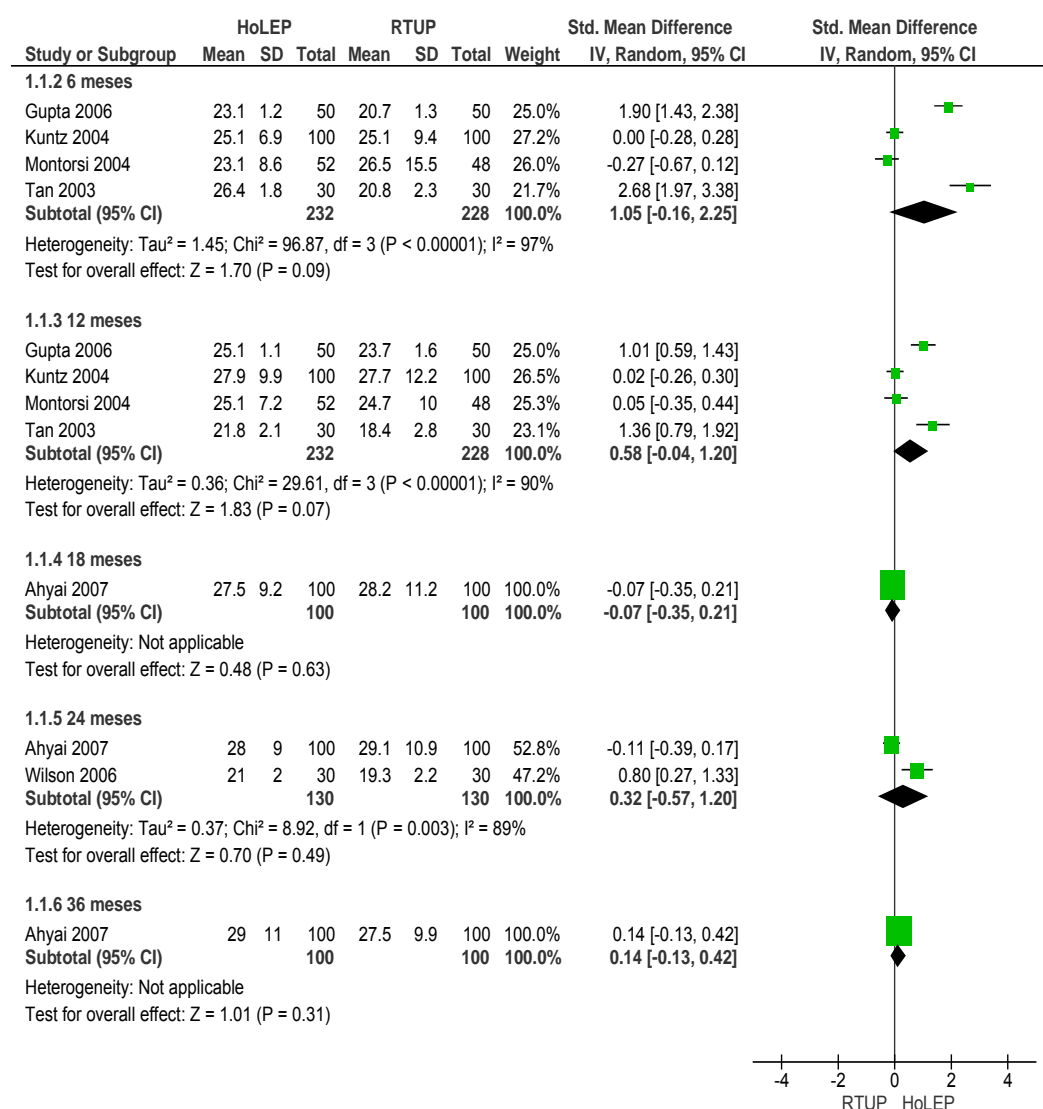 HoLEP RTUP Std. Mean Difference Std. Mean Difference
Study or Subgroup Mean SD Total Mean SD Total Weight IV, Random, 95% CI IV, Random, 95% CI
1.1.2 6 meses
Gupta 2006 23.1 1.2 50 20.7 1.3 50 25.0% 1.90 [1.43, 2.38]
Kuntz 2004 25.1 6.9 100 25.1 9.4 100 27.2% 0.00 [-0.28, 0.28]
Montorsi 2004 23.1 8.6 52 26.5 15.5 48 26.0% -0.27 [-0.67, 0.12]
Tan 2003 26.4 1.8 30 20.8 2.3 30 21.7% 2.68 [1.97, 3.38]
Subtotal (95% CI) 232 228 100.0% 1.05 [-0.16, 2.25]
Heterogeneity: Tau² = 1.45; Chi² = 96.87, df = 3 (P < 0.00001); I² = 97%
Test for overall effect: Z = 1.70 (P = 0.09)
1.1.3 12 meses
Gupta 2006 25.1 1.1 50 23.7 1.6 50 25.0% 1.01 [0.59, 1.43]
Kuntz 2004 27.9 9.9 100 27.7 12.2 100 26.5% 0.02 [-0.26, 0.30]
Montorsi 2004 25.1 7.2 52 24.7 10 48 25.3% 0.05 [-0.35, 0.44]
Tan 2003 21.8 2.1 30 18.4 2.8 30 23.1% 1.36 [0.79, 1.92]
Subtotal (95% CI) 232 228 100.0% 0.58 [-0.04, 1.20]
Heterogeneity: Tau² = 0.36; Chi² = 29.61, df = 3 (P < 0.00001); I² = 90%
Test for overall effect: Z = 1.83 (P = 0.07)
1.1.4 18 meses
Ahyai 2007 27.5 9.2 100 28.2 11.2 100 100.0% -0.07 [-0.35, 0.21]
Subtotal (95% CI) 100 100 100.0% -0.07 [-0.35, 0.21]
Heterogeneity: Not applicable
Test for overall effect: Z = 0.48 (P = 0.63)
1.1.5 24 meses
Ahyai 2007 28 9 100 29.1 10.9 100 52.8% -0.11 [-0.39, 0.17]
Wilson 2006 21 2 30 19.3 2.2 30 47.2% 0.80 [0.27, 1.33]
Subtotal (95% CI) 130 130 100.0% 0.32 [-0.57, 1.20]
Heterogeneity: Tau² = 0.37; Chi² = 8.92, df = 1 (P = 0.003); I² = 89%
Test for overall effect: Z = 0.70 (P = 0.49)
1.1.6 36 meses
Ahyai 2007 29 11 100 27.5 9.9 100 100.0% 0.14 [-0.13, 0.42]
Subtotal (95% CI) 100 100 100.0% 0.14 [-0.13, 0.42]
Heterogeneity: Not applicable
Test for overall effect: Z = 1.01 (P = 0.31)
-4 -2 0 2 4
RTUP HoLEP